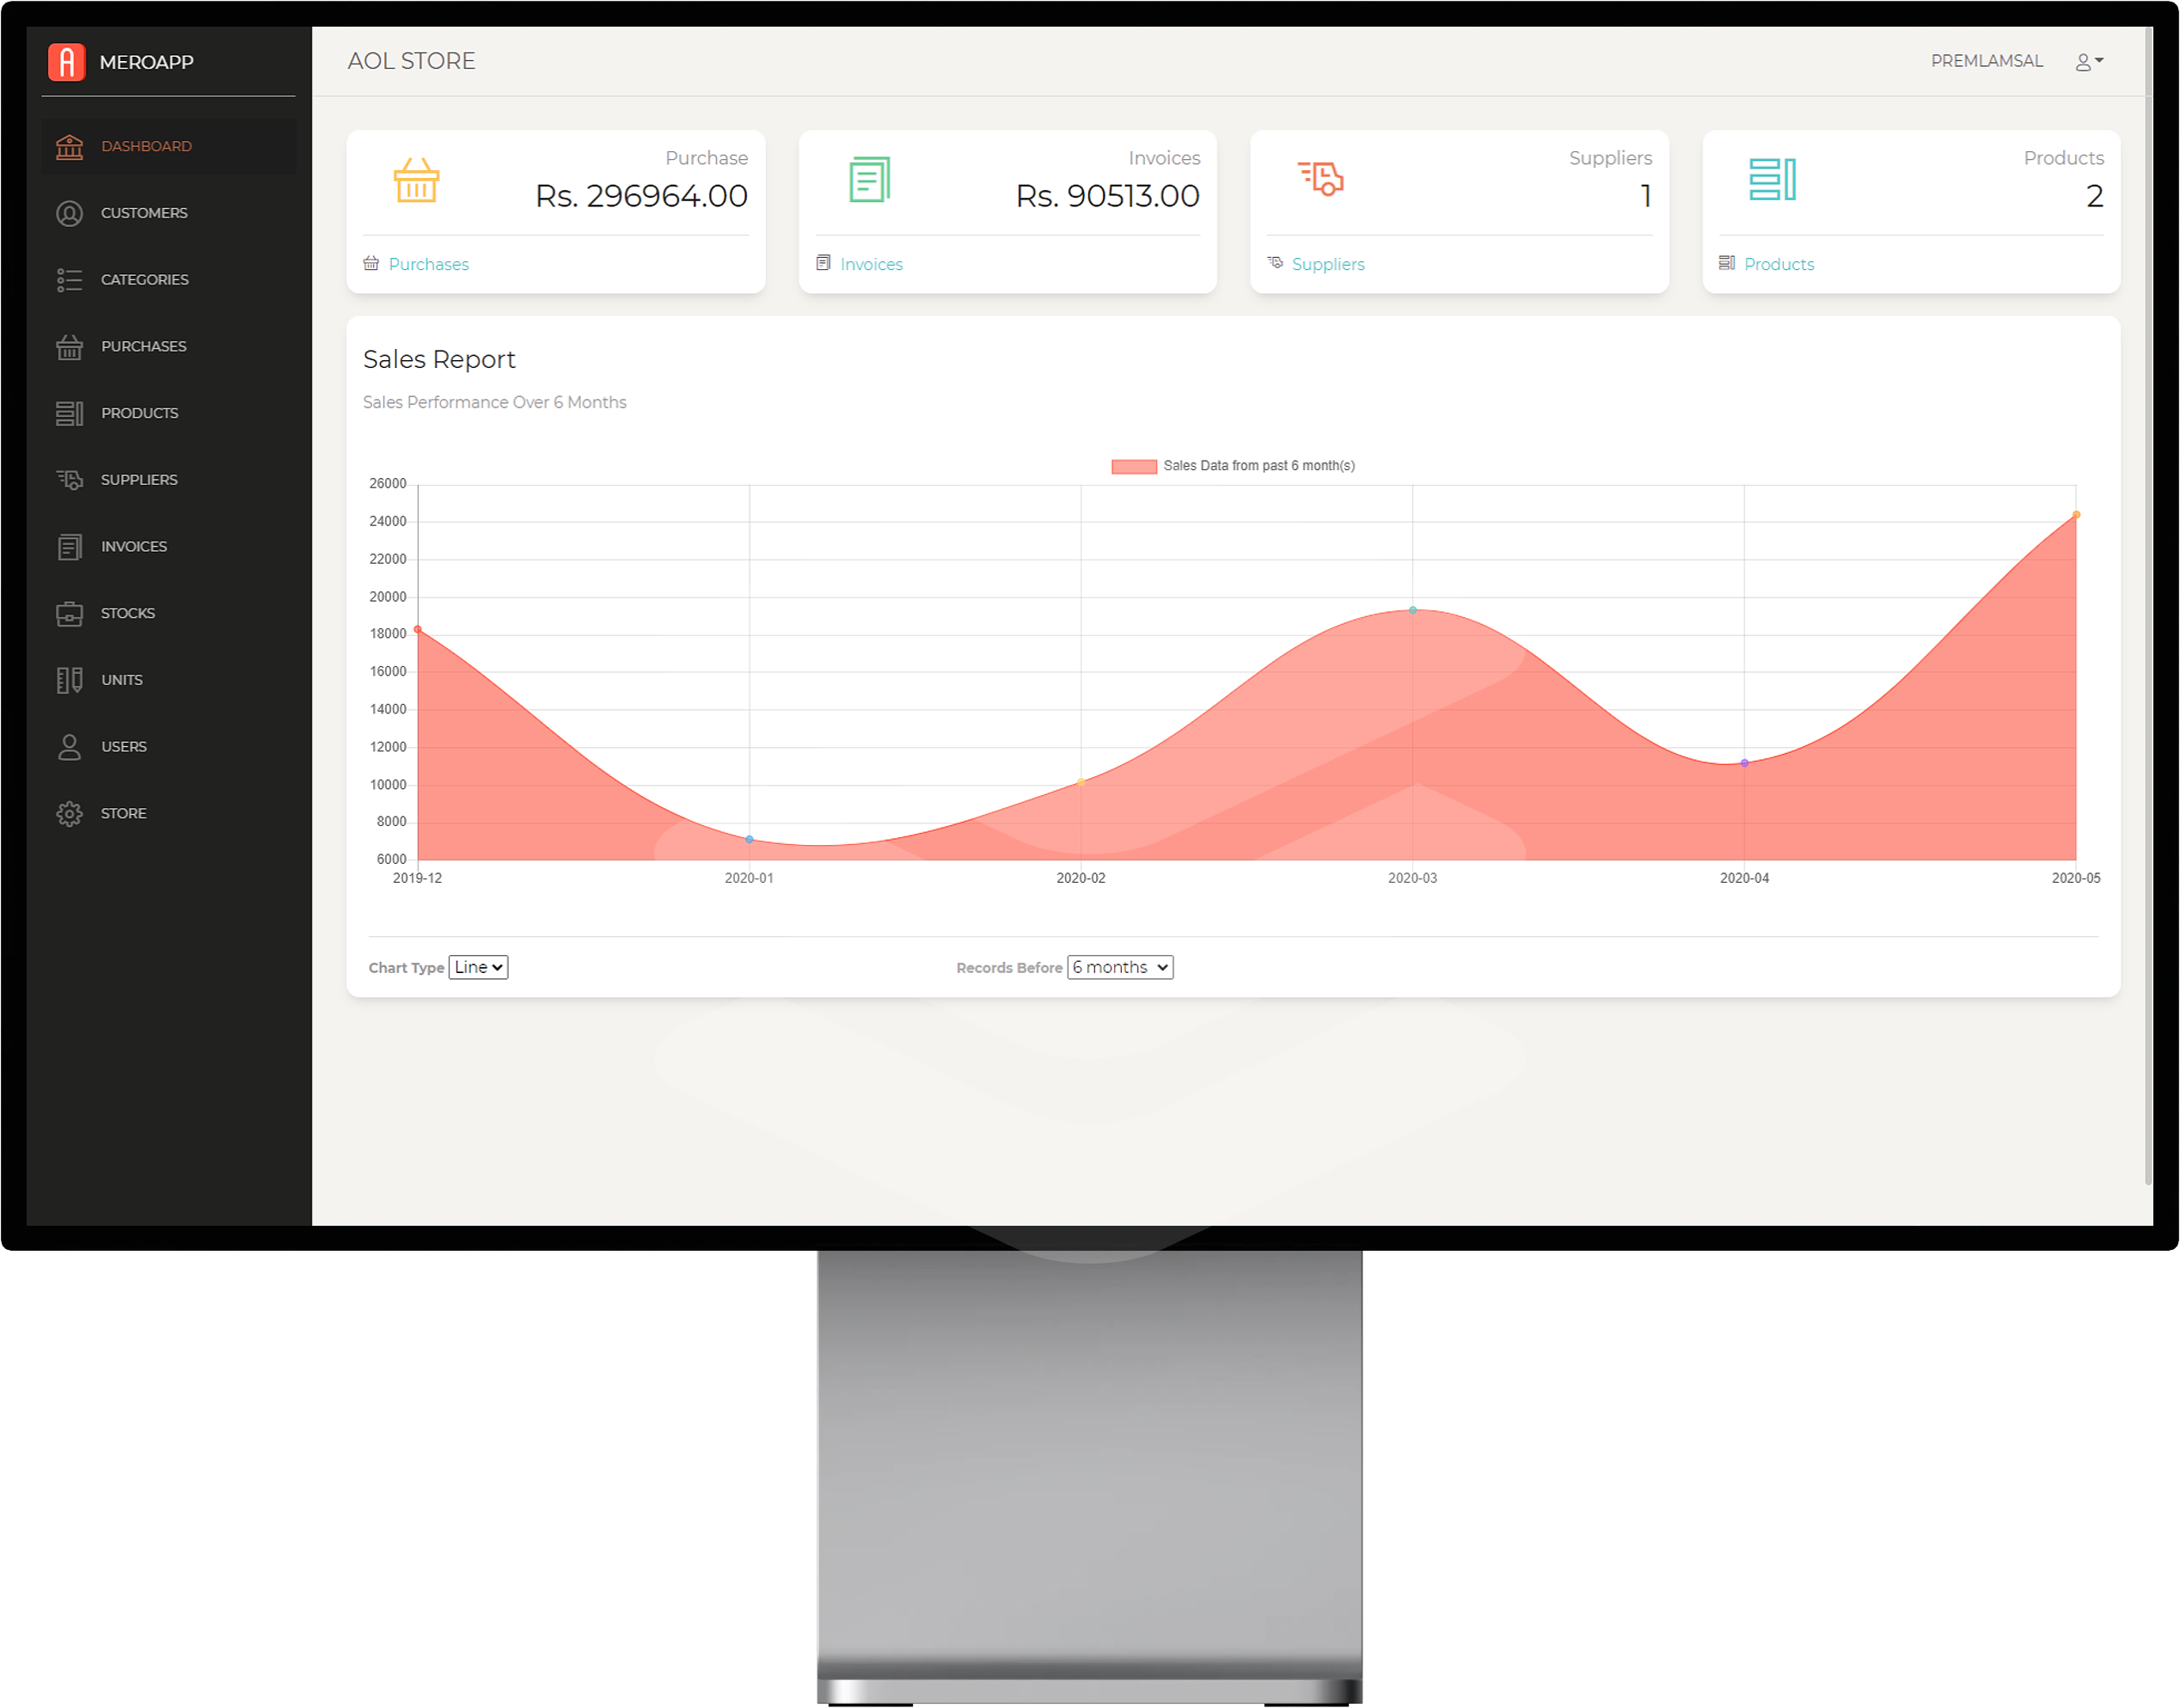 MEROAPP
AOL STORE
PREMLAMSAL
DASHBOARD
CUSTOMERS
CATEGORIES
PURCHASES
PRODUCTS
SUPPLIERS
INVOICES
STOCKS
UNITS
USERS
STORE
Purchase
Rs. 296964.00
Purchases
Invoices
Rs. 90513.00
Invoices
Suppliers
1
Suppliers
Products
2
Products
Sales Report
Sales Performance Over 6 Months
Sales Data from past 6 month(s)
26000
24000
22000
20000
18000
16000
14000
12000
10000
8000
6000
2019-12 2020-01 2020-02 2020-03 2020-04 2020-05
Chart Type Line
Records Before 6 months